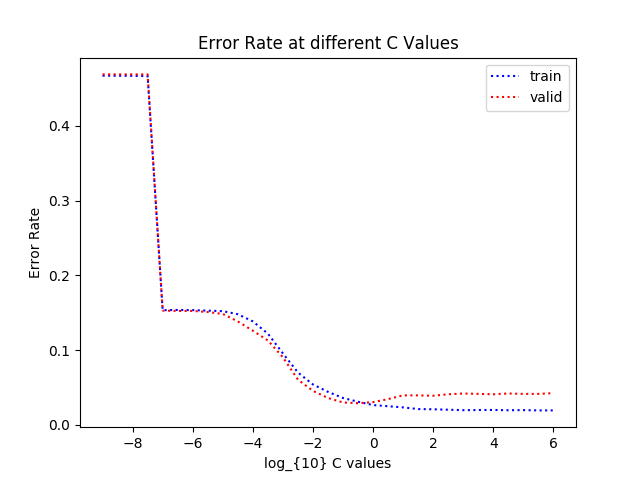 Error Rate at different C Values
train
valid
0.4
0.3
0.2
0.1
0.0
Error Rate
−8 −6 −4 −2 0 2 4 6
log_{10} C values